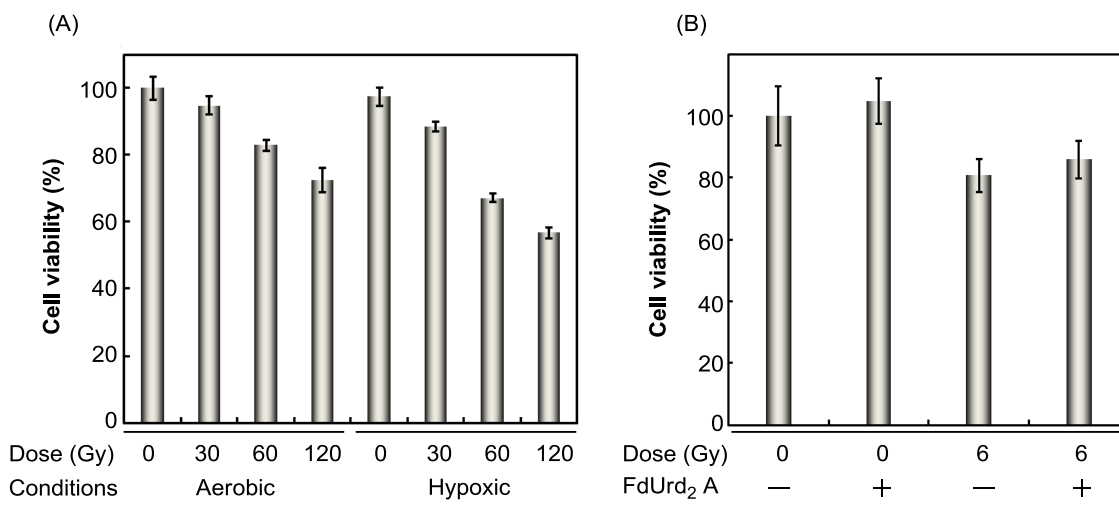 (A)
Cell viability (%)
100
80
60
40
20
0
Dose (Gy) 0 30 60 120 0 30 60 120
Conditions Aerobic Hypoxic
(B)
Cell viability (%)
100
80
60
40
20
0
Dose (Gy) 0 0 6 6
FdUrd₂ A — + — +